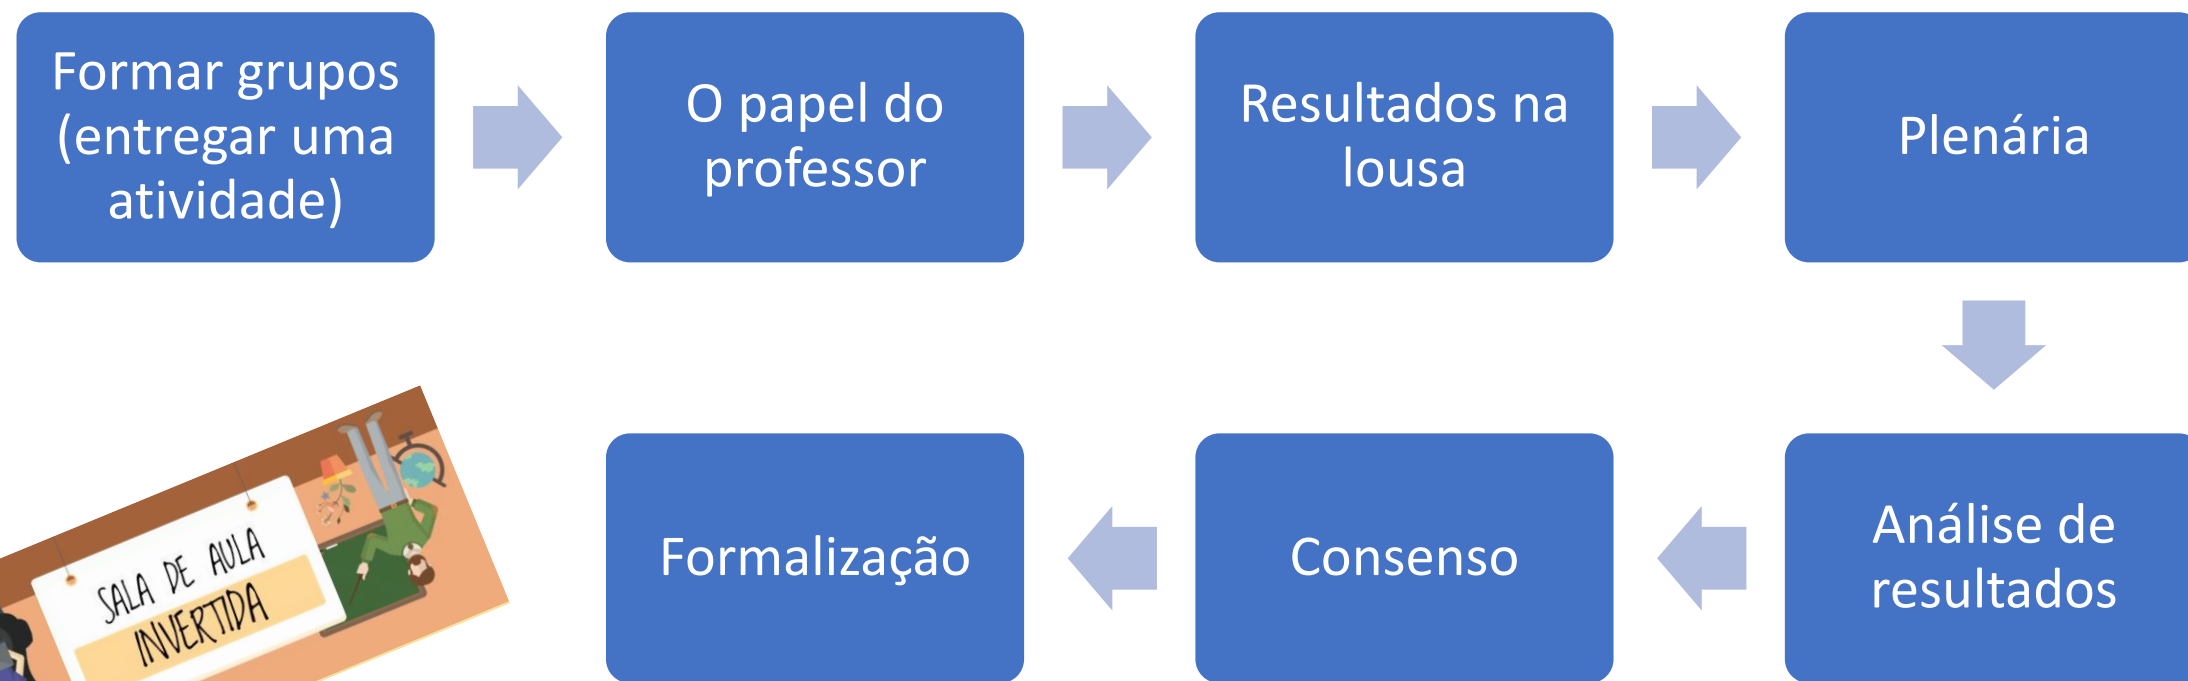 Formar grupos
(entregar uma
atividade)
O papel do
professor
Resultados na
lousa
Plenária
Análise de
resultados
Consenso
Formalização
SALA DE AULA
INVERTIDA